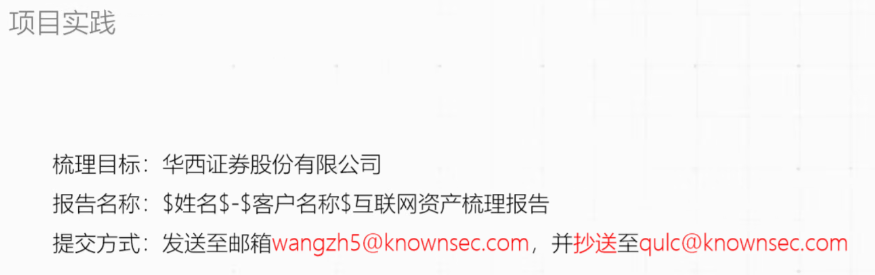 项目实践
梳理目标：华西证券股份有限公司
报告名称：$姓名$-$客户名称$互联网资产梳理报告
提交方式：发送至邮箱wangzh5@knownsec.com，并抄送至qulc@knownsec.com